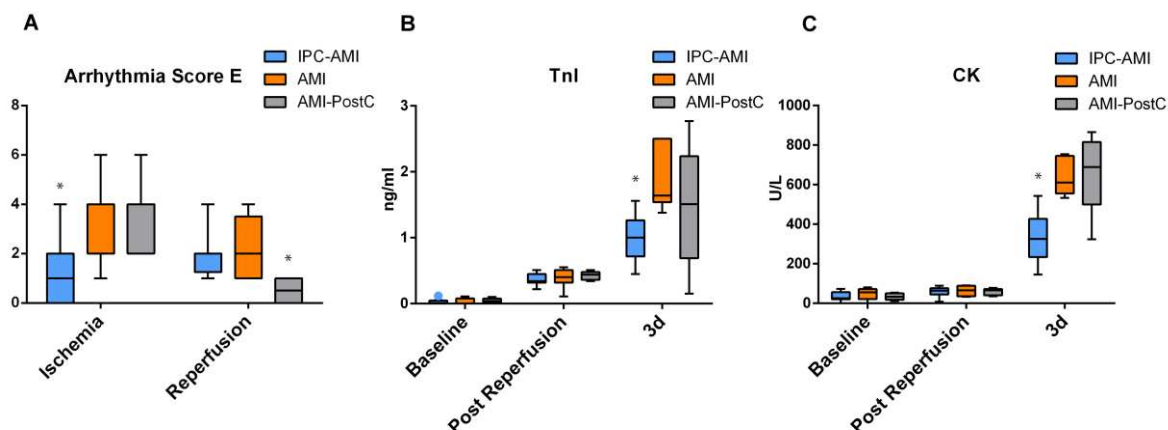 A
Arrhythmia Score E
IPC-AMI
AMI
AMI-PostC
8
6
4
2
0
*
*
Ischemia
Reperfusion
B
TnI
IPC-AMI
AMI
AMI-PostC
ng/ml
3
2
1
0
*
Baseline
Post Reperfusion
3d
C
CK
IPC-AMI
AMI
AMI-PostC
U/L
1000
800
600
400
200
0
*
Baseline
Post Reperfusion
3d